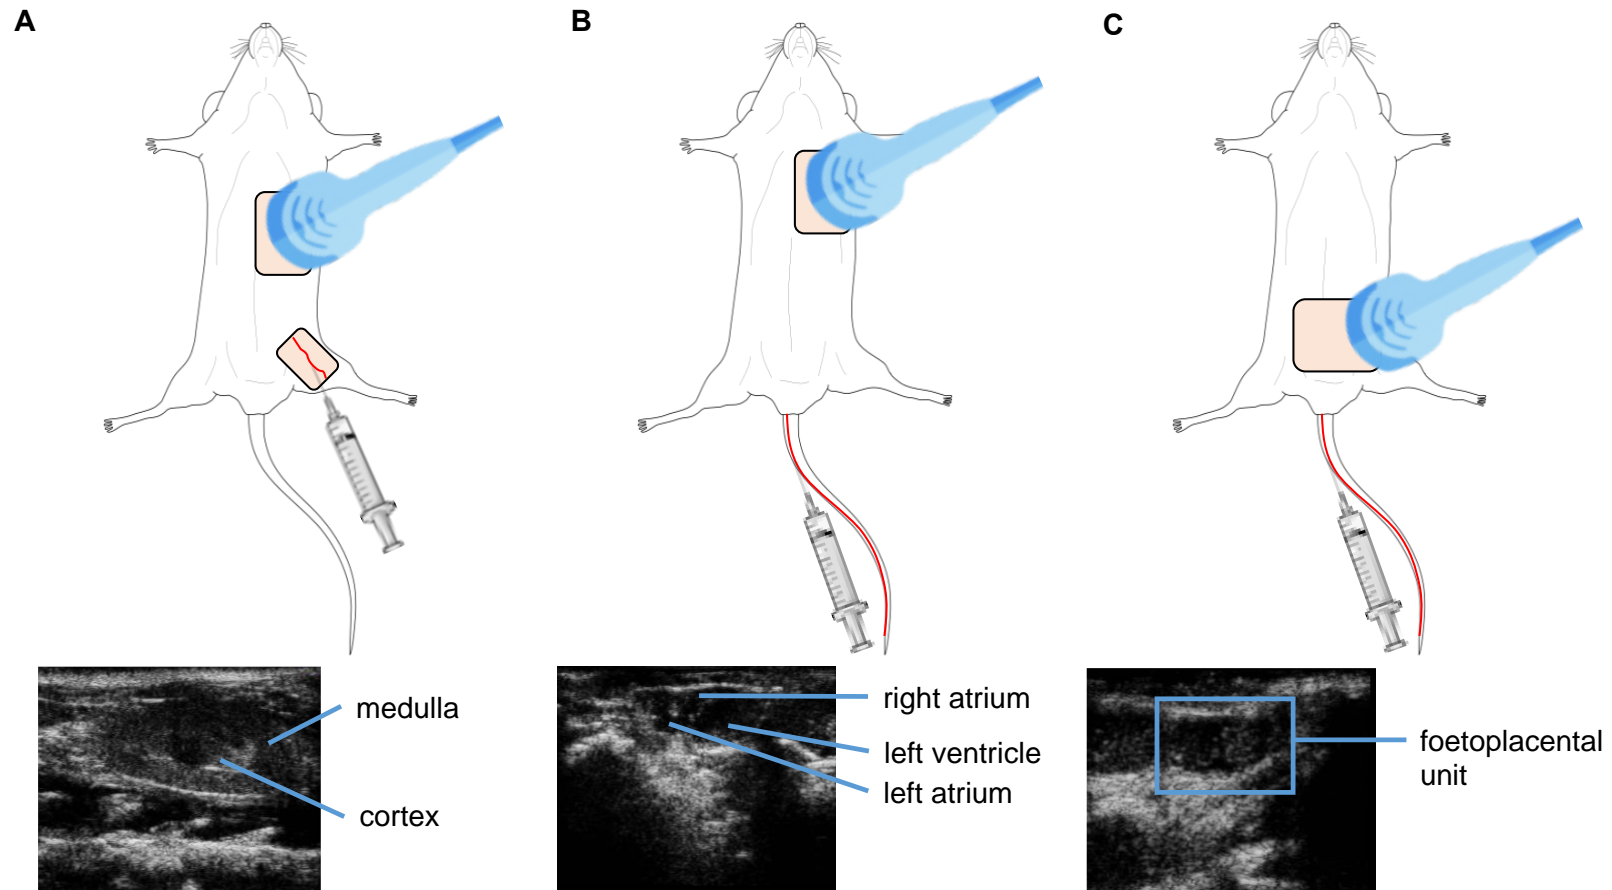 A
B
C
medulla
cortex
right atrium
left ventricle
left atrium
foetoplacental
unit